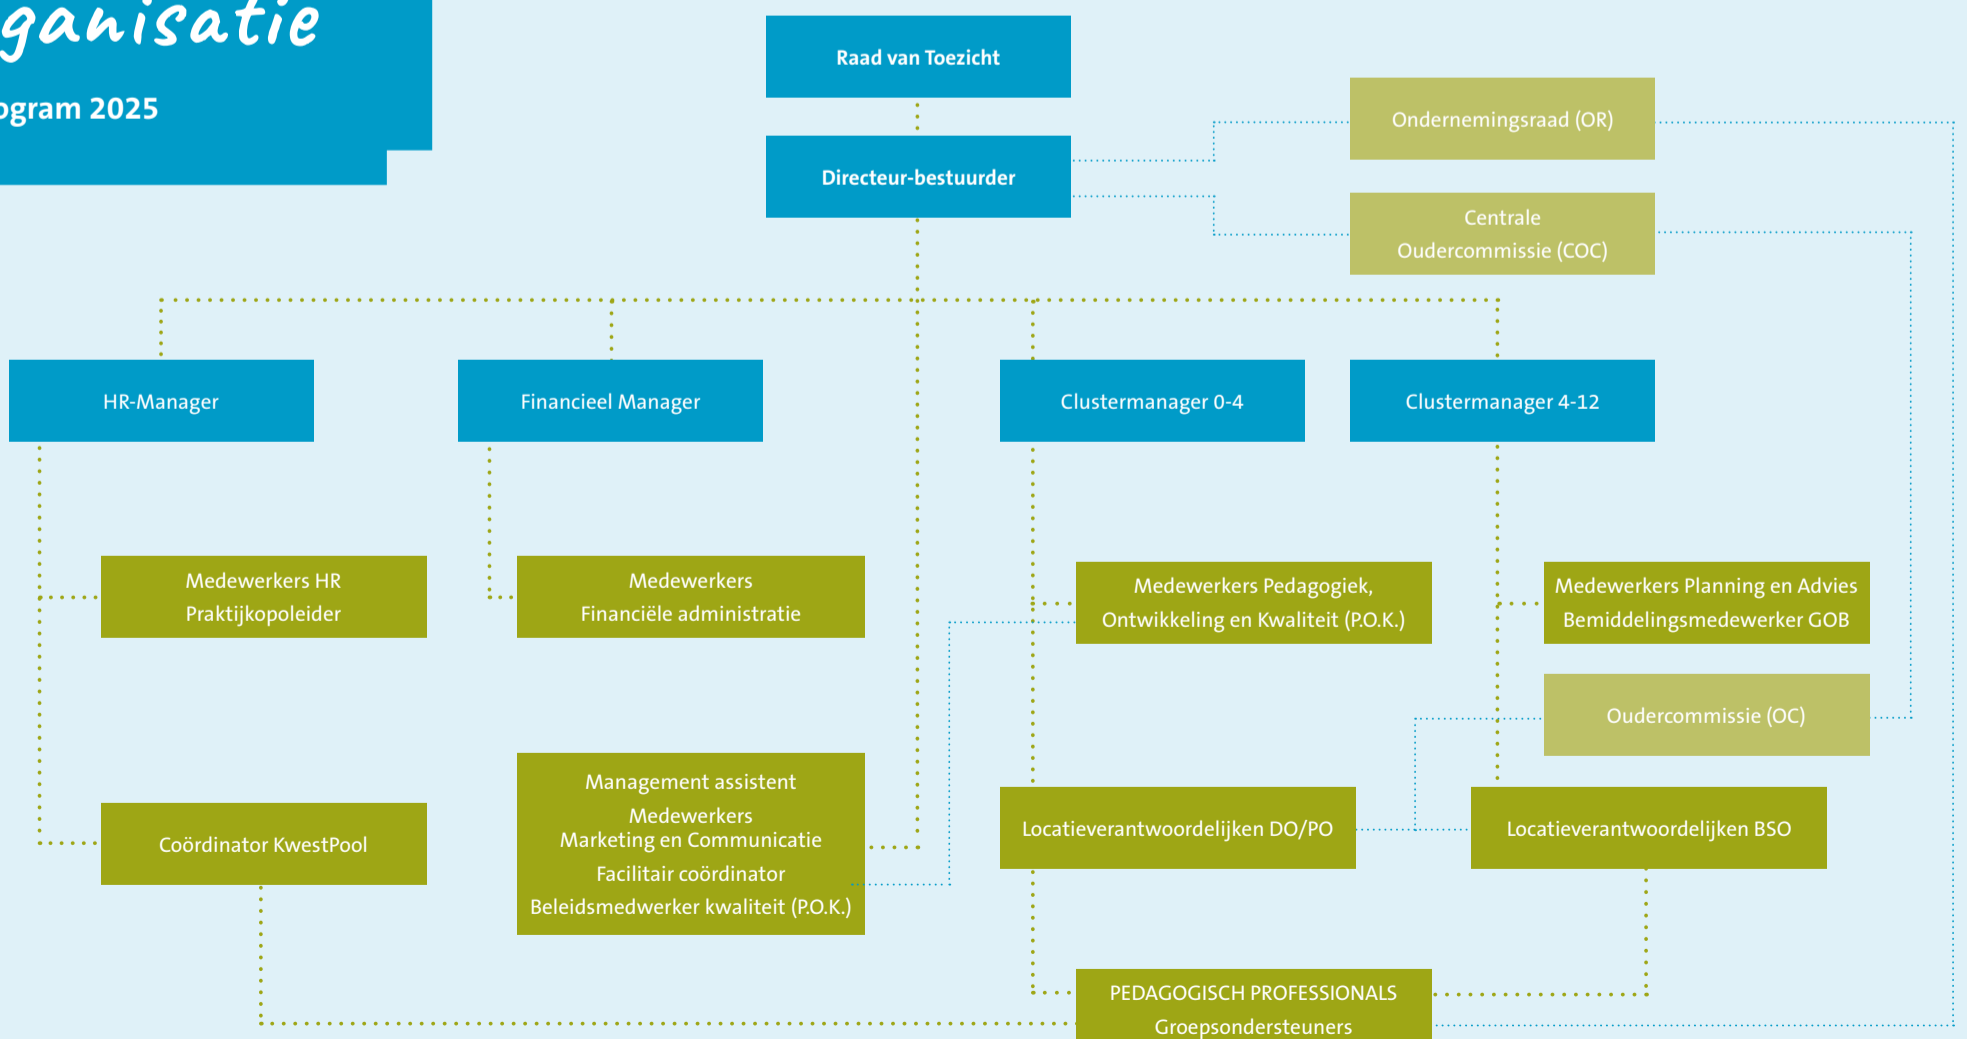 ganisatie
ogram 2025
Raad van Toezicht
Directeur-bestuurder
Ondernemingsraad (OR)
Centrale
Oudercommissie (COC)
HR-Manager
Financieel Manager
Clustermanager 0-4
Clustermanager 4-12
Medewerkers HR
Praktijkopoleider
Medewerkers
Financiële administratie
Medewerkers Pedagogiek,
Ontwikkeling en Kwaliteit (P.O.K.)
Medewerkers Planning en Advies
Bemiddelingsmedewerker GOB
Oudercommissie (OC)
Coördinator KwestPool
Management assistent
Medewerkers
Marketing en Communicatie
Facilitair coördinator
Beleidsmedwerker kwaliteit (P.O.K.)
Locatieverantwoordelijken DO/PO
Locatieverantwoordelijken BSO
PEDAGOGISCH PROFESSIONALS
Groepsondersteuners